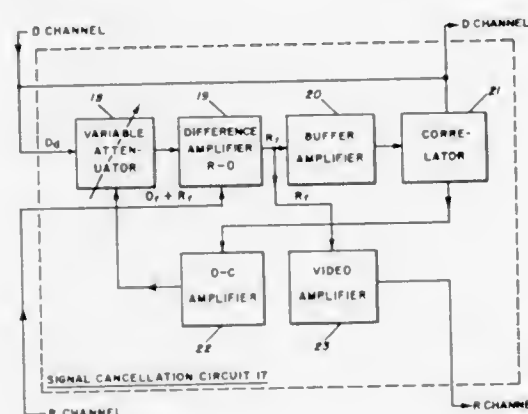 D CHANNEL
D CHANNEL
18
19
20
21
VARIABLE
ATTEN-
UATOR
DIFFERENCE
AMPLIFIER
R-D
BUFFER
AMPLIFIER
CORRE-
LATOR
Dd
Rr
Dr + Rr
Rr
D-C
AMPLIFIER
VIDEO
AMPLIFIER
22
23
SIGNAL CANCELLATION CIRCUIT 17
R CHANNEL
R CHANNEL